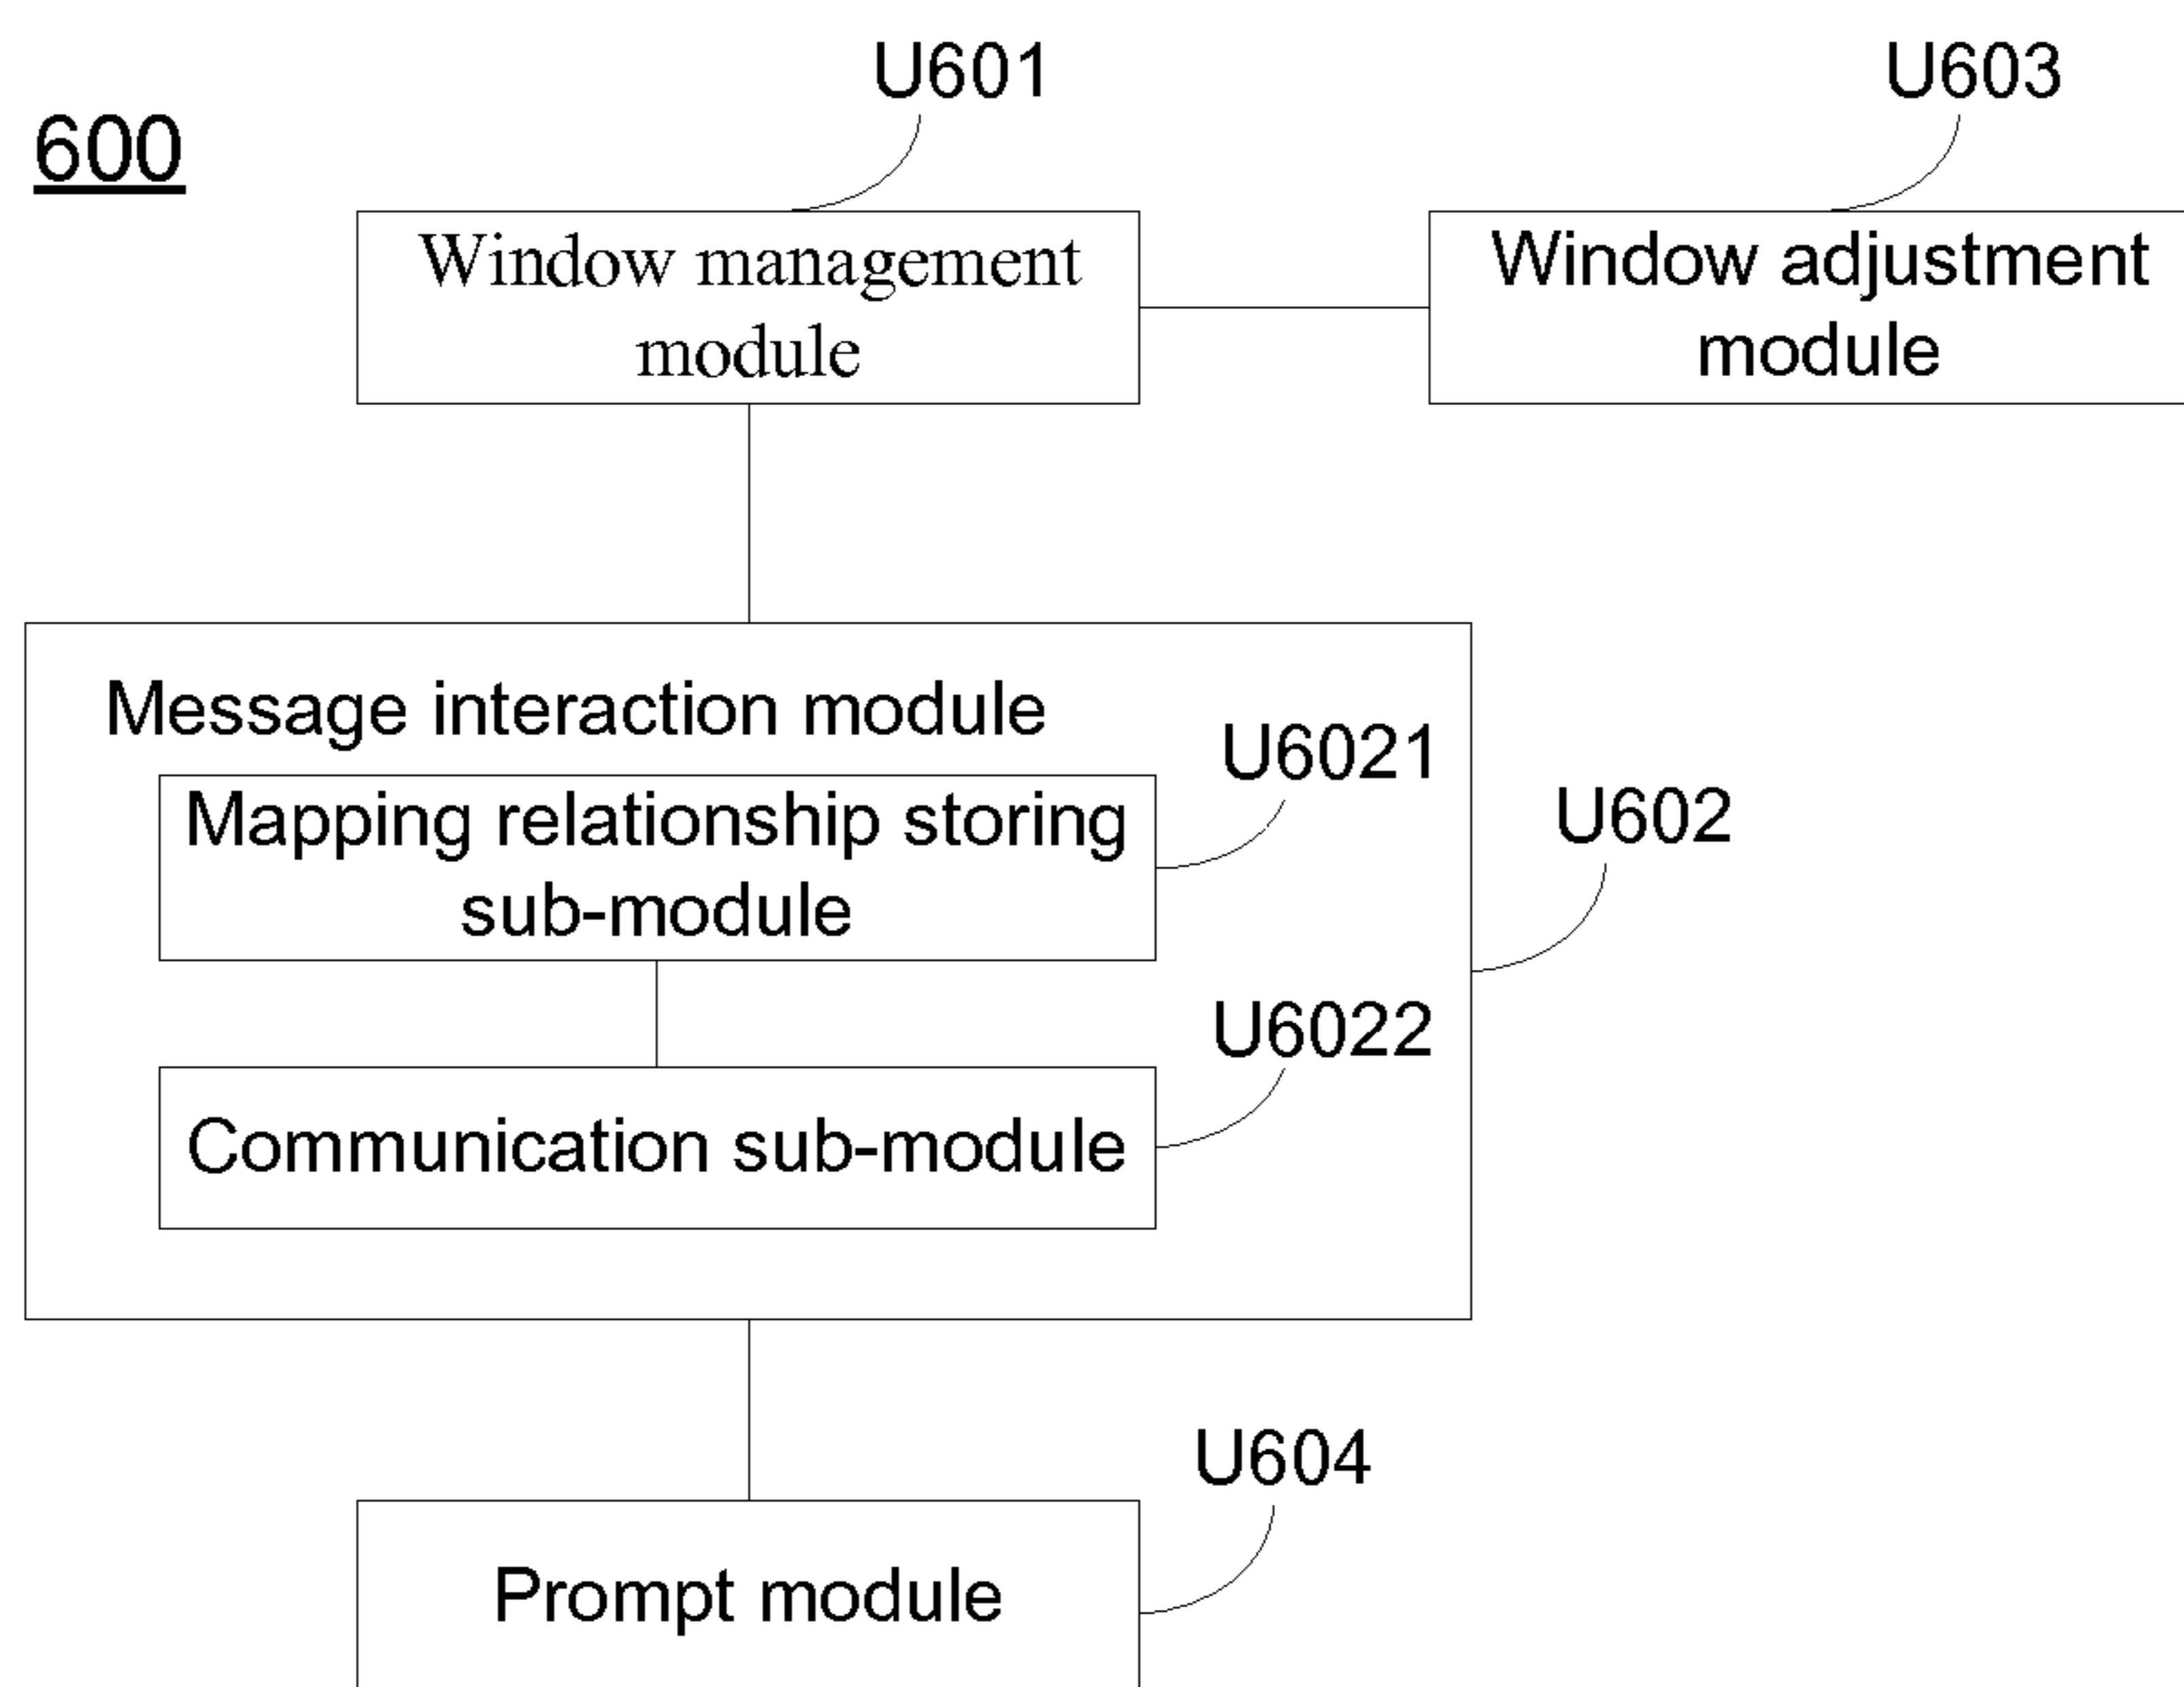 U601
U603
600
Window management
module
Window adjustment
module
Message interaction module
U6021
Mapping relationship storing
sub-module
U602
U6022
Communication sub-module
U604
Prompt module